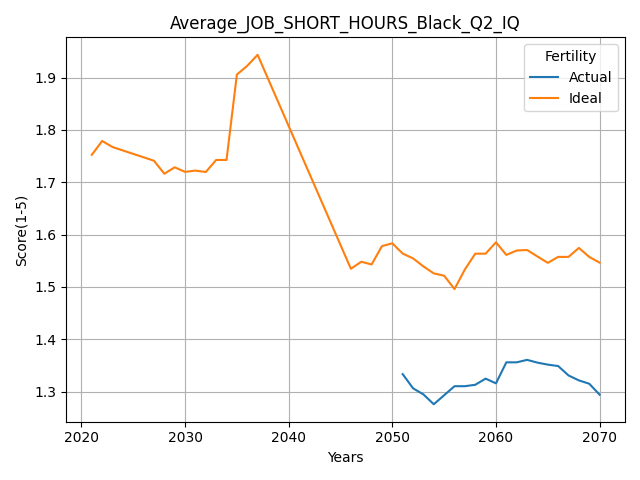 Average_JOB_SHORT_HOURS_Black_Q2_IQ
Fertility
Actual
Ideal
Score(1-5)
1.9
1.8
1.7
1.6
1.5
1.4
1.3
2020 2030 2040 2050 2060 2070
Years